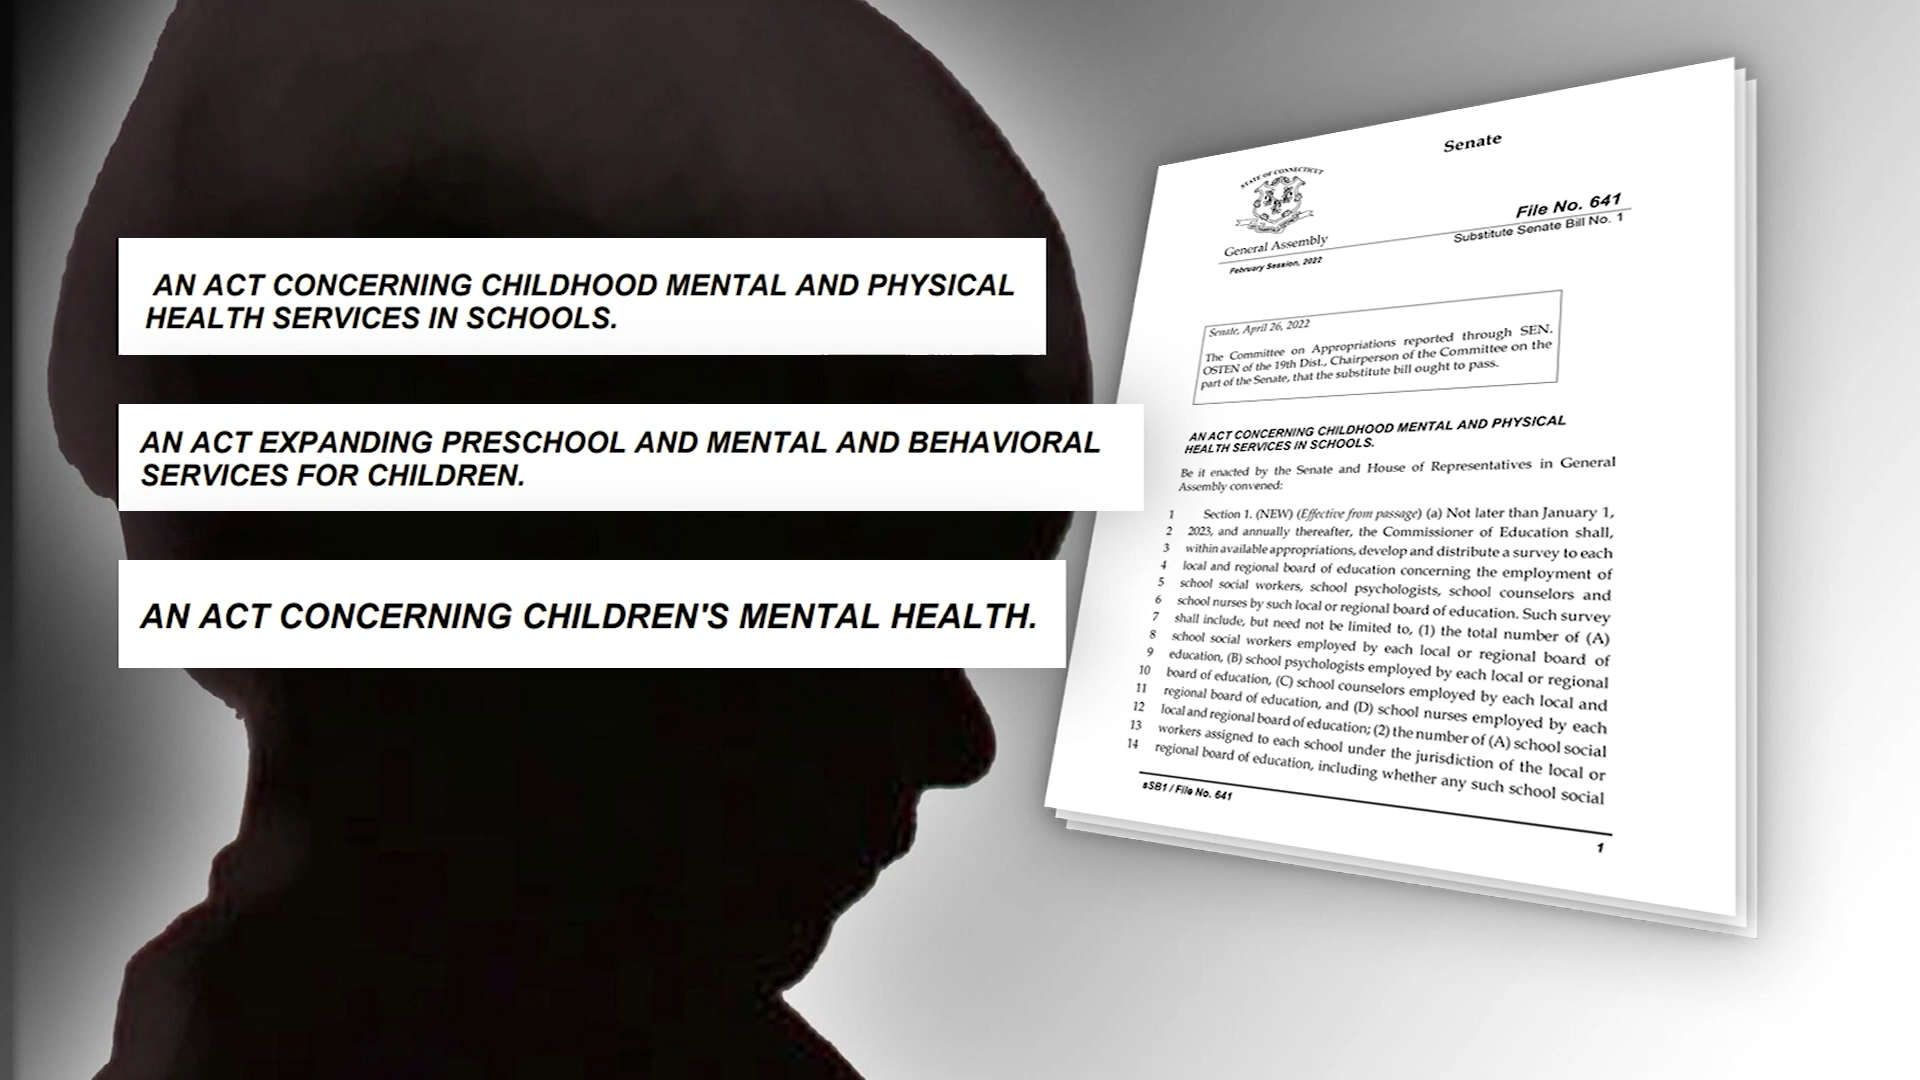 AN ACT CONCERNING CHILDHOOD MENTAL AND PHYSICAL
HEALTH SERVICES IN SCHOOLS.
AN ACT EXPANDING PRESCHOOL AND MENTAL AND BEHAVIORAL
SERVICES FOR CHILDREN.
AN ACT CONCERNING CHILDREN'S MENTAL HEALTH.
Senate
STATE OF CONNECTICUT
General Assembly
File No. 641
February Session, 2022
Substitute Senate Bill No. 1
Senate, April 26, 2022
The Committee on Appropriations reported through SEN.
OSTEN of the 19th Dist., Chairperson of the Committee on the
part of the Senate, that the substitute bill ought to pass.
AN ACT CONCERNING CHILDHOOD MENTAL AND PHYSICAL
HEALTH SERVICES IN SCHOOLS.
Be it enacted by the Senate and House of Representatives in General
Assembly convened:
1 Section 1. (NEW) (Effective from passage) (a) Not later than January 1,
2 2023, and annually thereafter, the Commissioner of Education shall,
3 within available appropriations, develop and distribute a survey to each
4 local and regional board of education concerning the employment of
5 school social workers, school psychologists, school counselors and
6 school nurses by such local or regional board of education. Such survey
7 shall include, but need not be limited to, (1) the total number of (A)
8 school social workers employed by each local or regional board of
9 education, (B) school psychologists employed by each local or regional
10 board of education, (C) school counselors employed by each local and
11 regional board of education, and (D) school nurses employed by each
12 local and regional board of education; (2) the number of (A) school social
13 workers assigned to each school under the jurisdiction of the local or
14 regional board of education, including whether any such school social
sSB1 / File No. 641
1